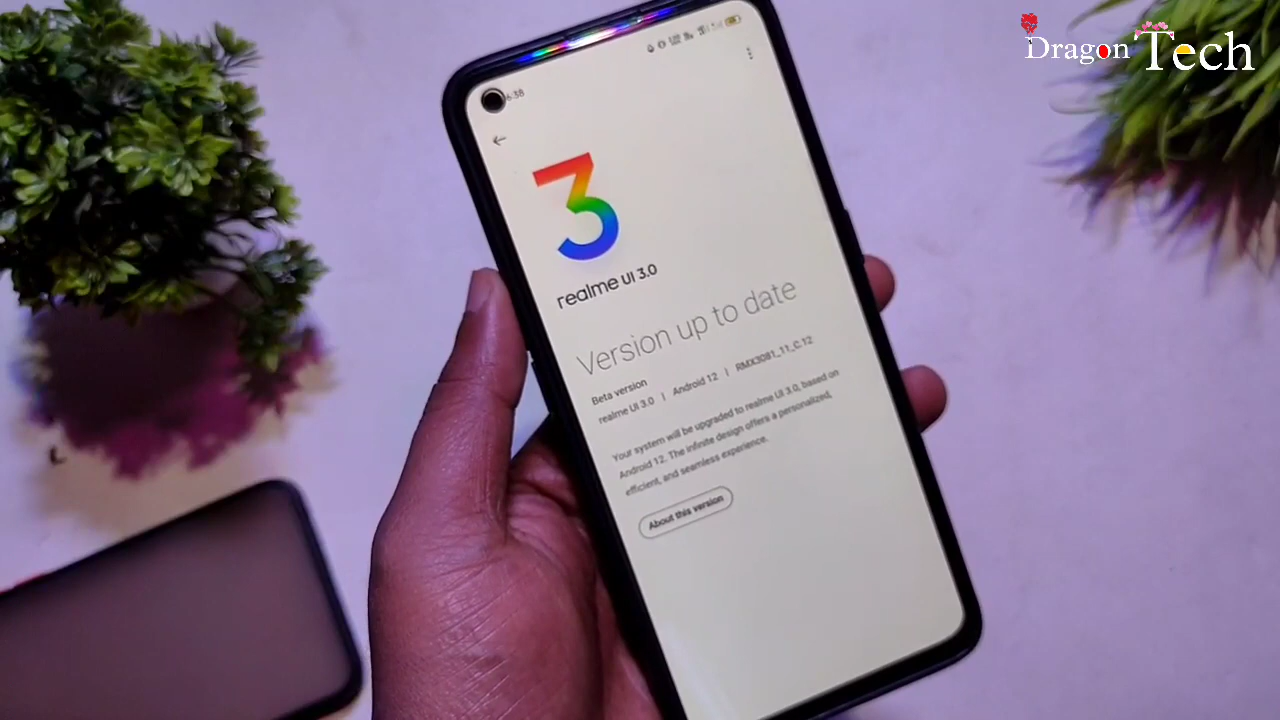 Dragon Tech
6:38
3
realme UI 3.0
Version up to date
Beta version
realme UI 3.0 | Android 12 | RMX3081_11_C.12
Your system will be upgraded to realme UI 3.0, based on
Android 12. The infinite design offers a personalized,
efficient, and seamless experience.
About this version